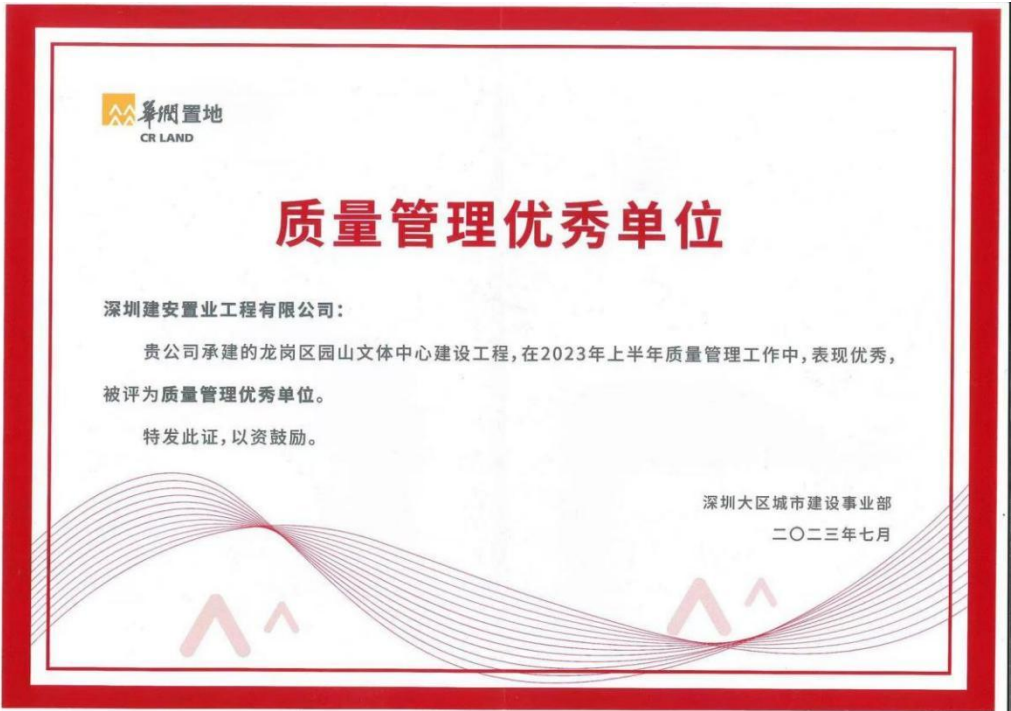 華潤置地
CR LAND
质量管理优秀单位
深圳建安置业工程有限公司：
贵公司承建的龙岗区园山文体中心建设工程，在2023年上半年质量管理工作中，表现优秀，
被评为质量管理优秀单位。
特发此证，以资鼓励。
深圳大区城市建设事业部
二〇二三年七月